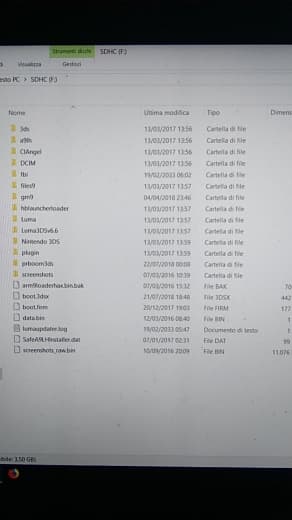 Strumenti disco SDHC (F:)
Visualizza Gestisci
esto PC > SDHC (F:)
Nome Ultima modifica Tipo Dimens
3ds 13/03/2017 13:56 Cartella di file
a9lh 13/03/2017 13:56 Cartella di file
CIAngel 13/03/2017 13:56 Cartella di file
DCIM 13/03/2017 13:56 Cartella di file
fbi 19/02/2033 06:02 Cartella di file
files9 13/03/2017 13:57 Cartella di file
gm9 04/04/2018 23:46 Cartella di file
hblauncherloader 13/03/2017 13:57 Cartella di file
Luma 13/03/2017 13:57 Cartella di file
Luma3DSv6.6 13/03/2017 13:57 Cartella di file
Nintendo 3DS 13/03/2017 13:59 Cartella di file
plugin 13/03/2017 13:59 Cartella di file
prboom3ds 22/07/2018 00:08 Cartella di file
screenshots 07/03/2016 10:39 Cartella di file
arm9loaderhax.bin.bak 07/03/2016 15:32 File BAK 70
boot.3dsx 21/07/2018 18:48 File 3DSX 442
boot.firm 20/12/2017 19:03 File FIRM 177
data.bin 12/03/2016 08:40 File BIN 1
lumaupdater.log 19/02/2033 05:47 Documento di testo 1
SafeA9LHInstaller.dat 07/01/2017 02:31 File DAT 99
screenshots_raw.bin 10/09/2016 20:09 File BIN 11.076
ibile: 3,50 GB)